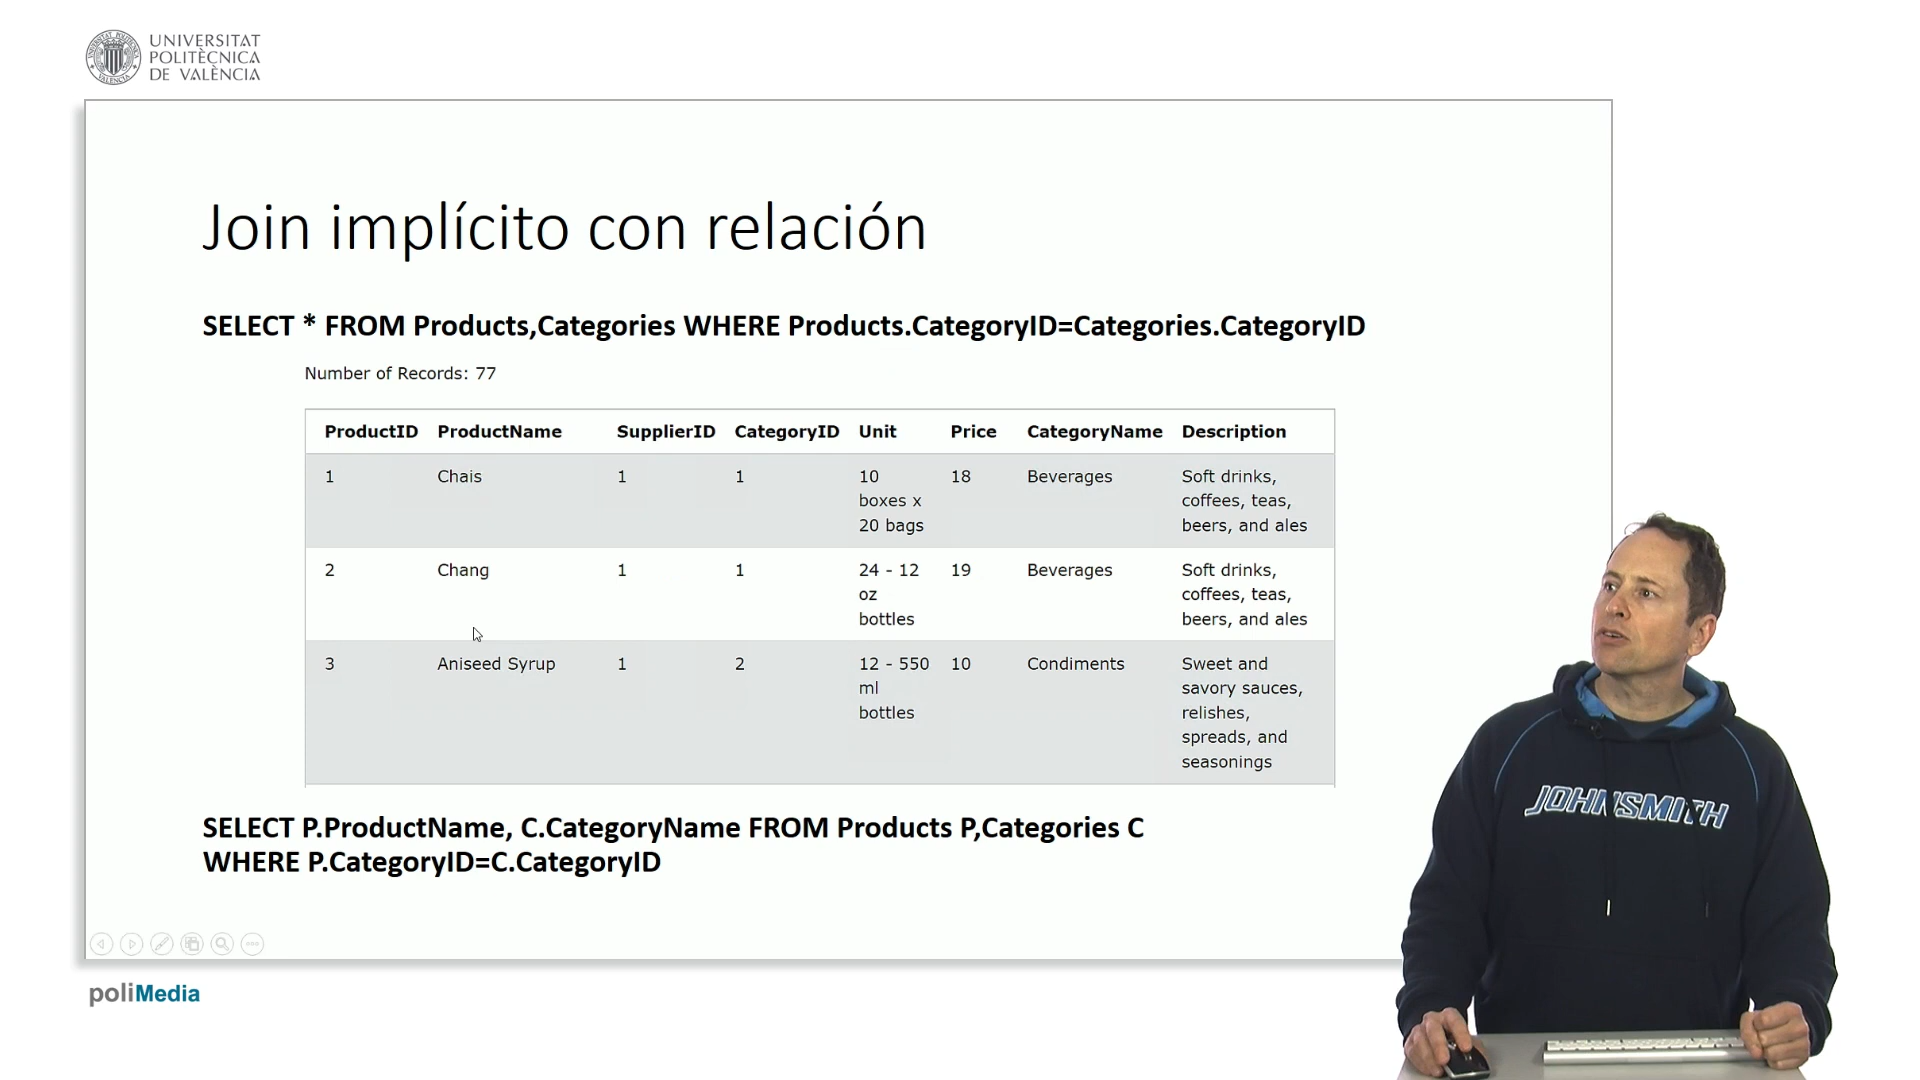 UNIVERSITAT
POLITÈCNICA
DE VALÈNCIA
Join implícito con relación
SELECT * FROM Products,Categories WHERE Products.CategoryID=Categories.CategoryID
Number of Records: 77
ProductID ProductName SupplierID CategoryID Unit Price CategoryName Description
1 Chais 1 1 10 18 Beverages Soft drinks,
boxes x coffees, teas,
20 bags beers, and ales
2 Chang 1 1 24 - 12 19 Beverages Soft drinks,
oz coffees, teas,
bottles beers, and ales
3 Aniseed Syrup 1 2 12 - 550 10 Condiments Sweet and
ml savory sauces,
bottles relishes,
spreads, and
seasonings
SELECT P.ProductName, C.CategoryName FROM Products P,Categories C
WHERE P.CategoryID=C.CategoryID
JOHNSMITH
poliMedia